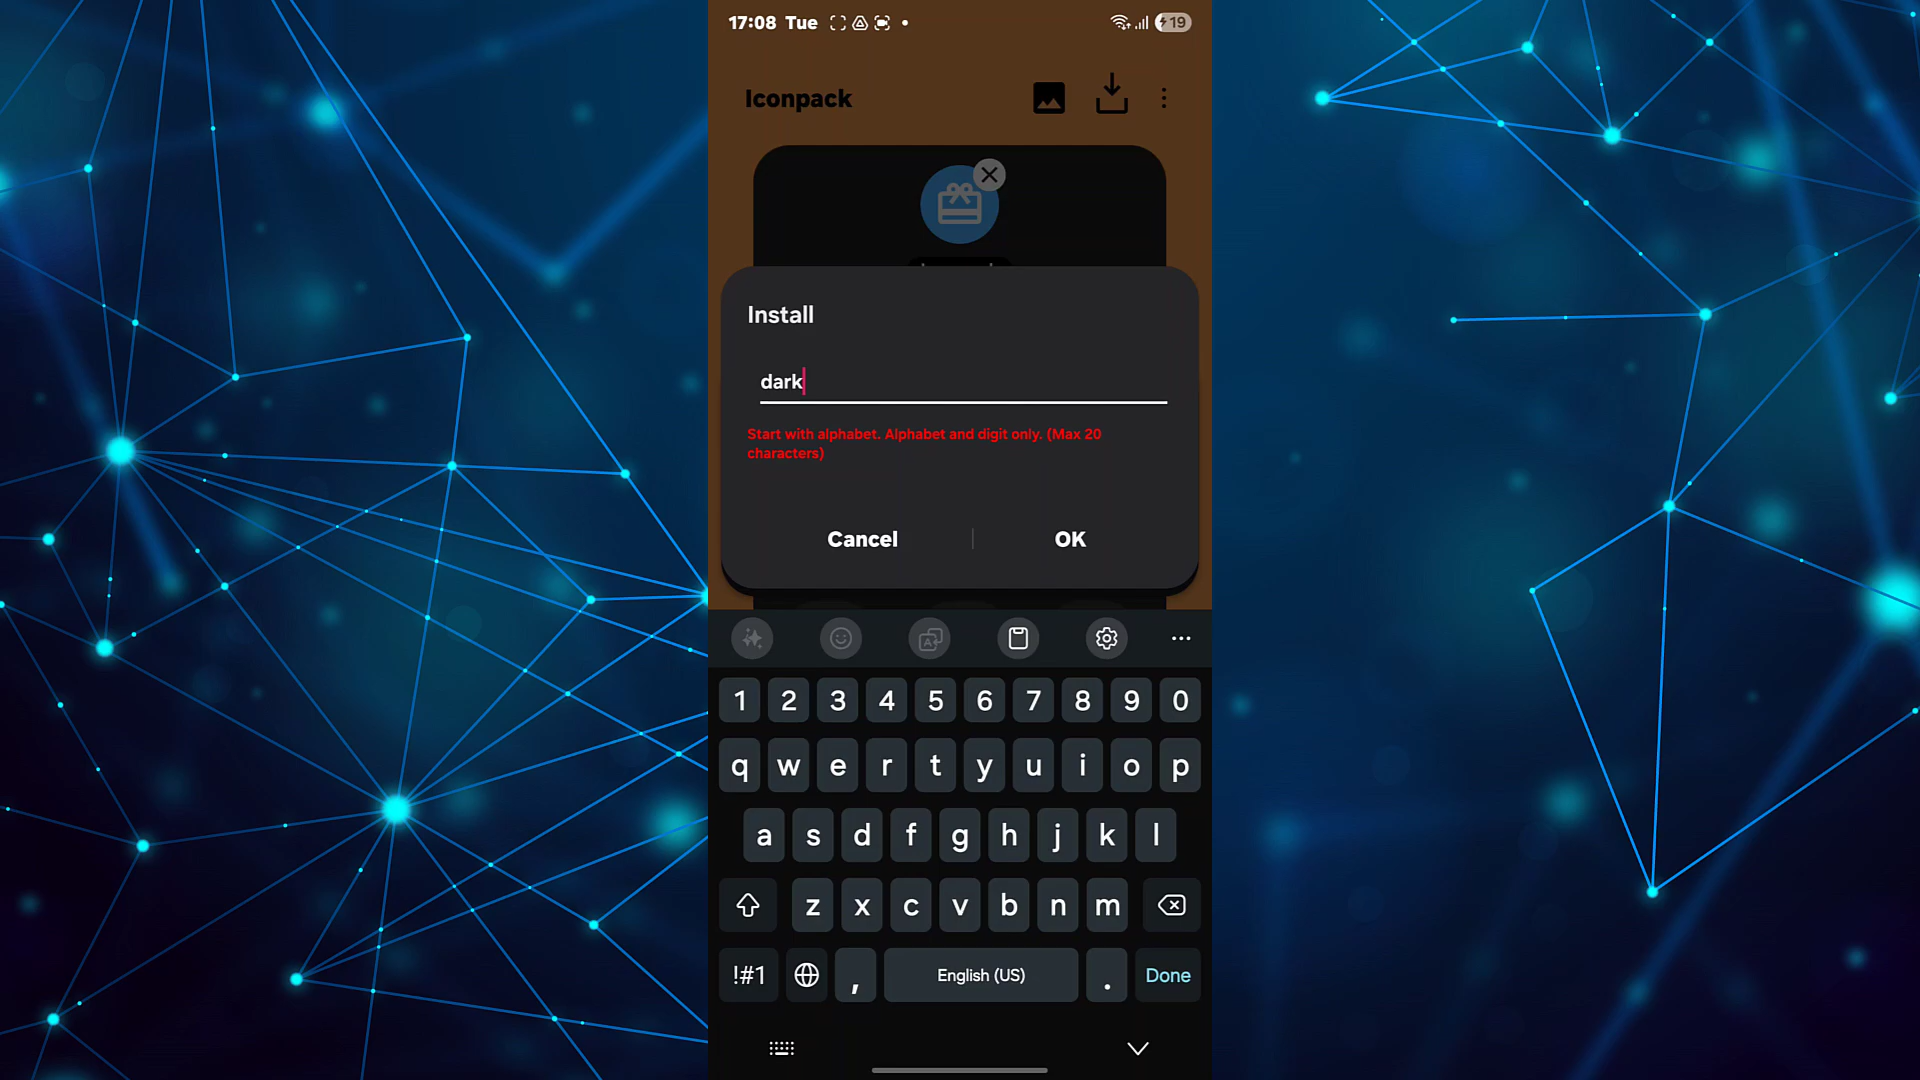 17:08 Tue
19
Iconpack
Install
dark
Start with alphabet. Alphabet and digit only. (Max 20
characters)
Cancel
OK
1 2 3 4 5 6 7 8 9 0
q w e r t y u i o p
a s d f g h j k l
z x c v b n m
!#1 , English (US) . Done